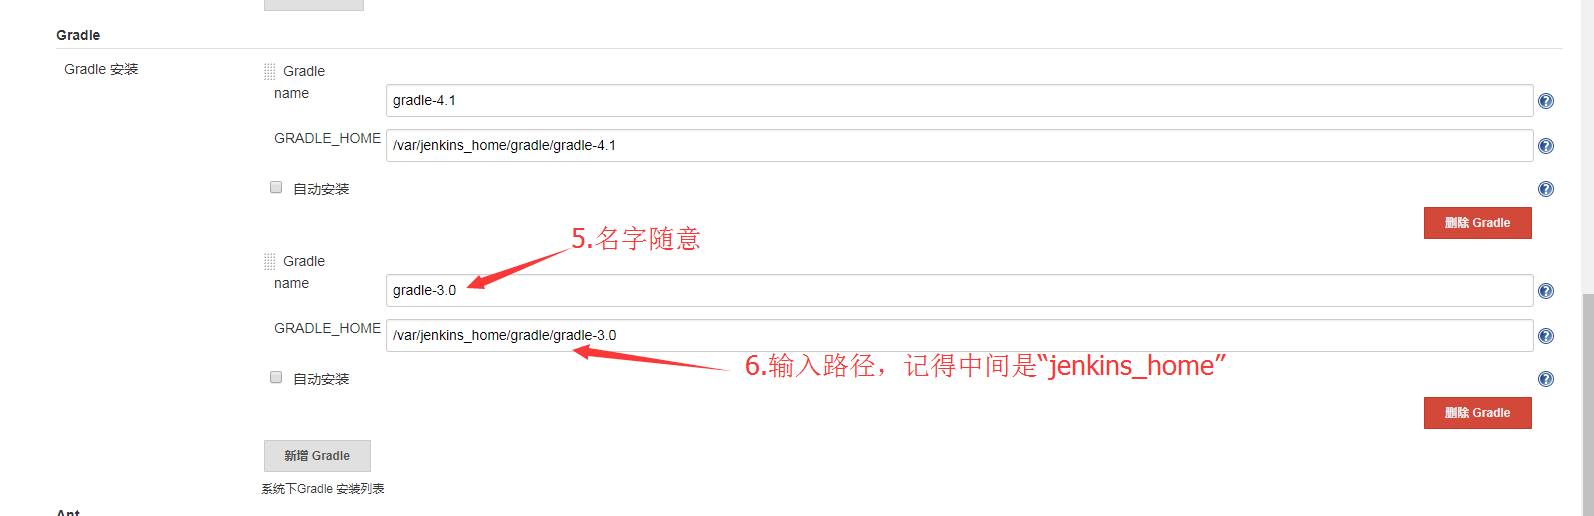 Gradle
Gradle 安装
Gradle
name
gradle-4.1
GRADLE_HOME
/var/jenkins_home/gradle/gradle-4.1
自动安装
删除 Gradle
5.名字随意
Gradle
name
gradle-3.0
GRADLE_HOME
/var/jenkins_home/gradle/gradle-3.0
6.输入路径，记得中间是“jenkins_home”
自动安装
删除 Gradle
新增 Gradle
系统下Gradle 安装列表
Ant